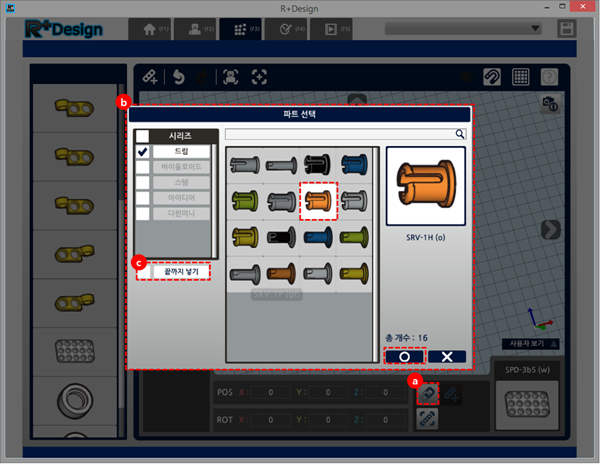 R+Design
R+Design
(F1)
(F2)
(F3)
(F4)
(F5)
b
파트 선택
시리즈
드림
바이올로이드
스템
아이디어
다윈미니
c
끝까지 넣기
SRV-1H (o)
총 개수 : 16
사용자 보기
a
POS X: 0 Y: 0 Z: 0
ROT X: 0 Y: 0 Z: 0
SPD-3b5 (w)